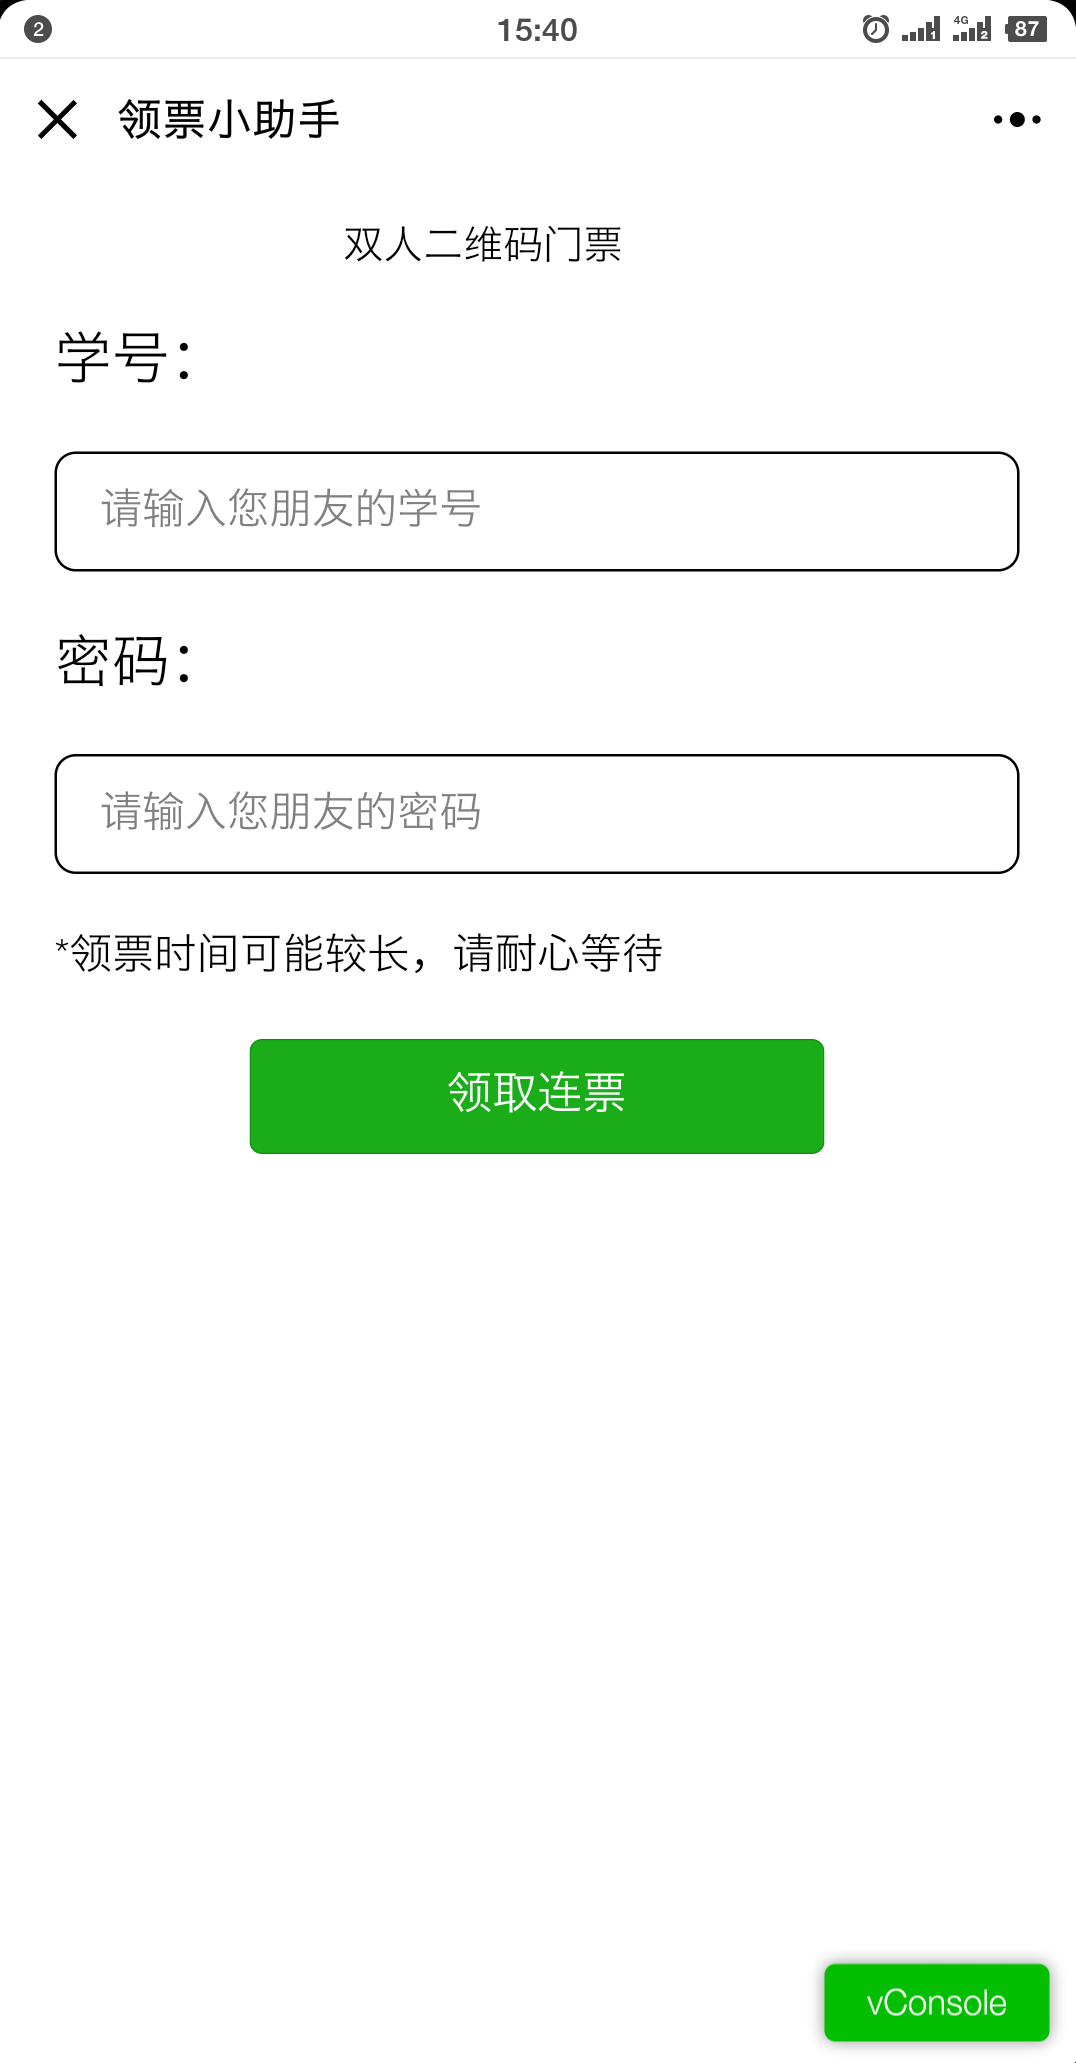 2
15:40
1
4G
2
87
领票小助手
双人二维码门票
学号：
请输入您朋友的学号
密码：
请输入您朋友的密码
*领票时间可能较长，请耐心等待
领取连票
vConsole